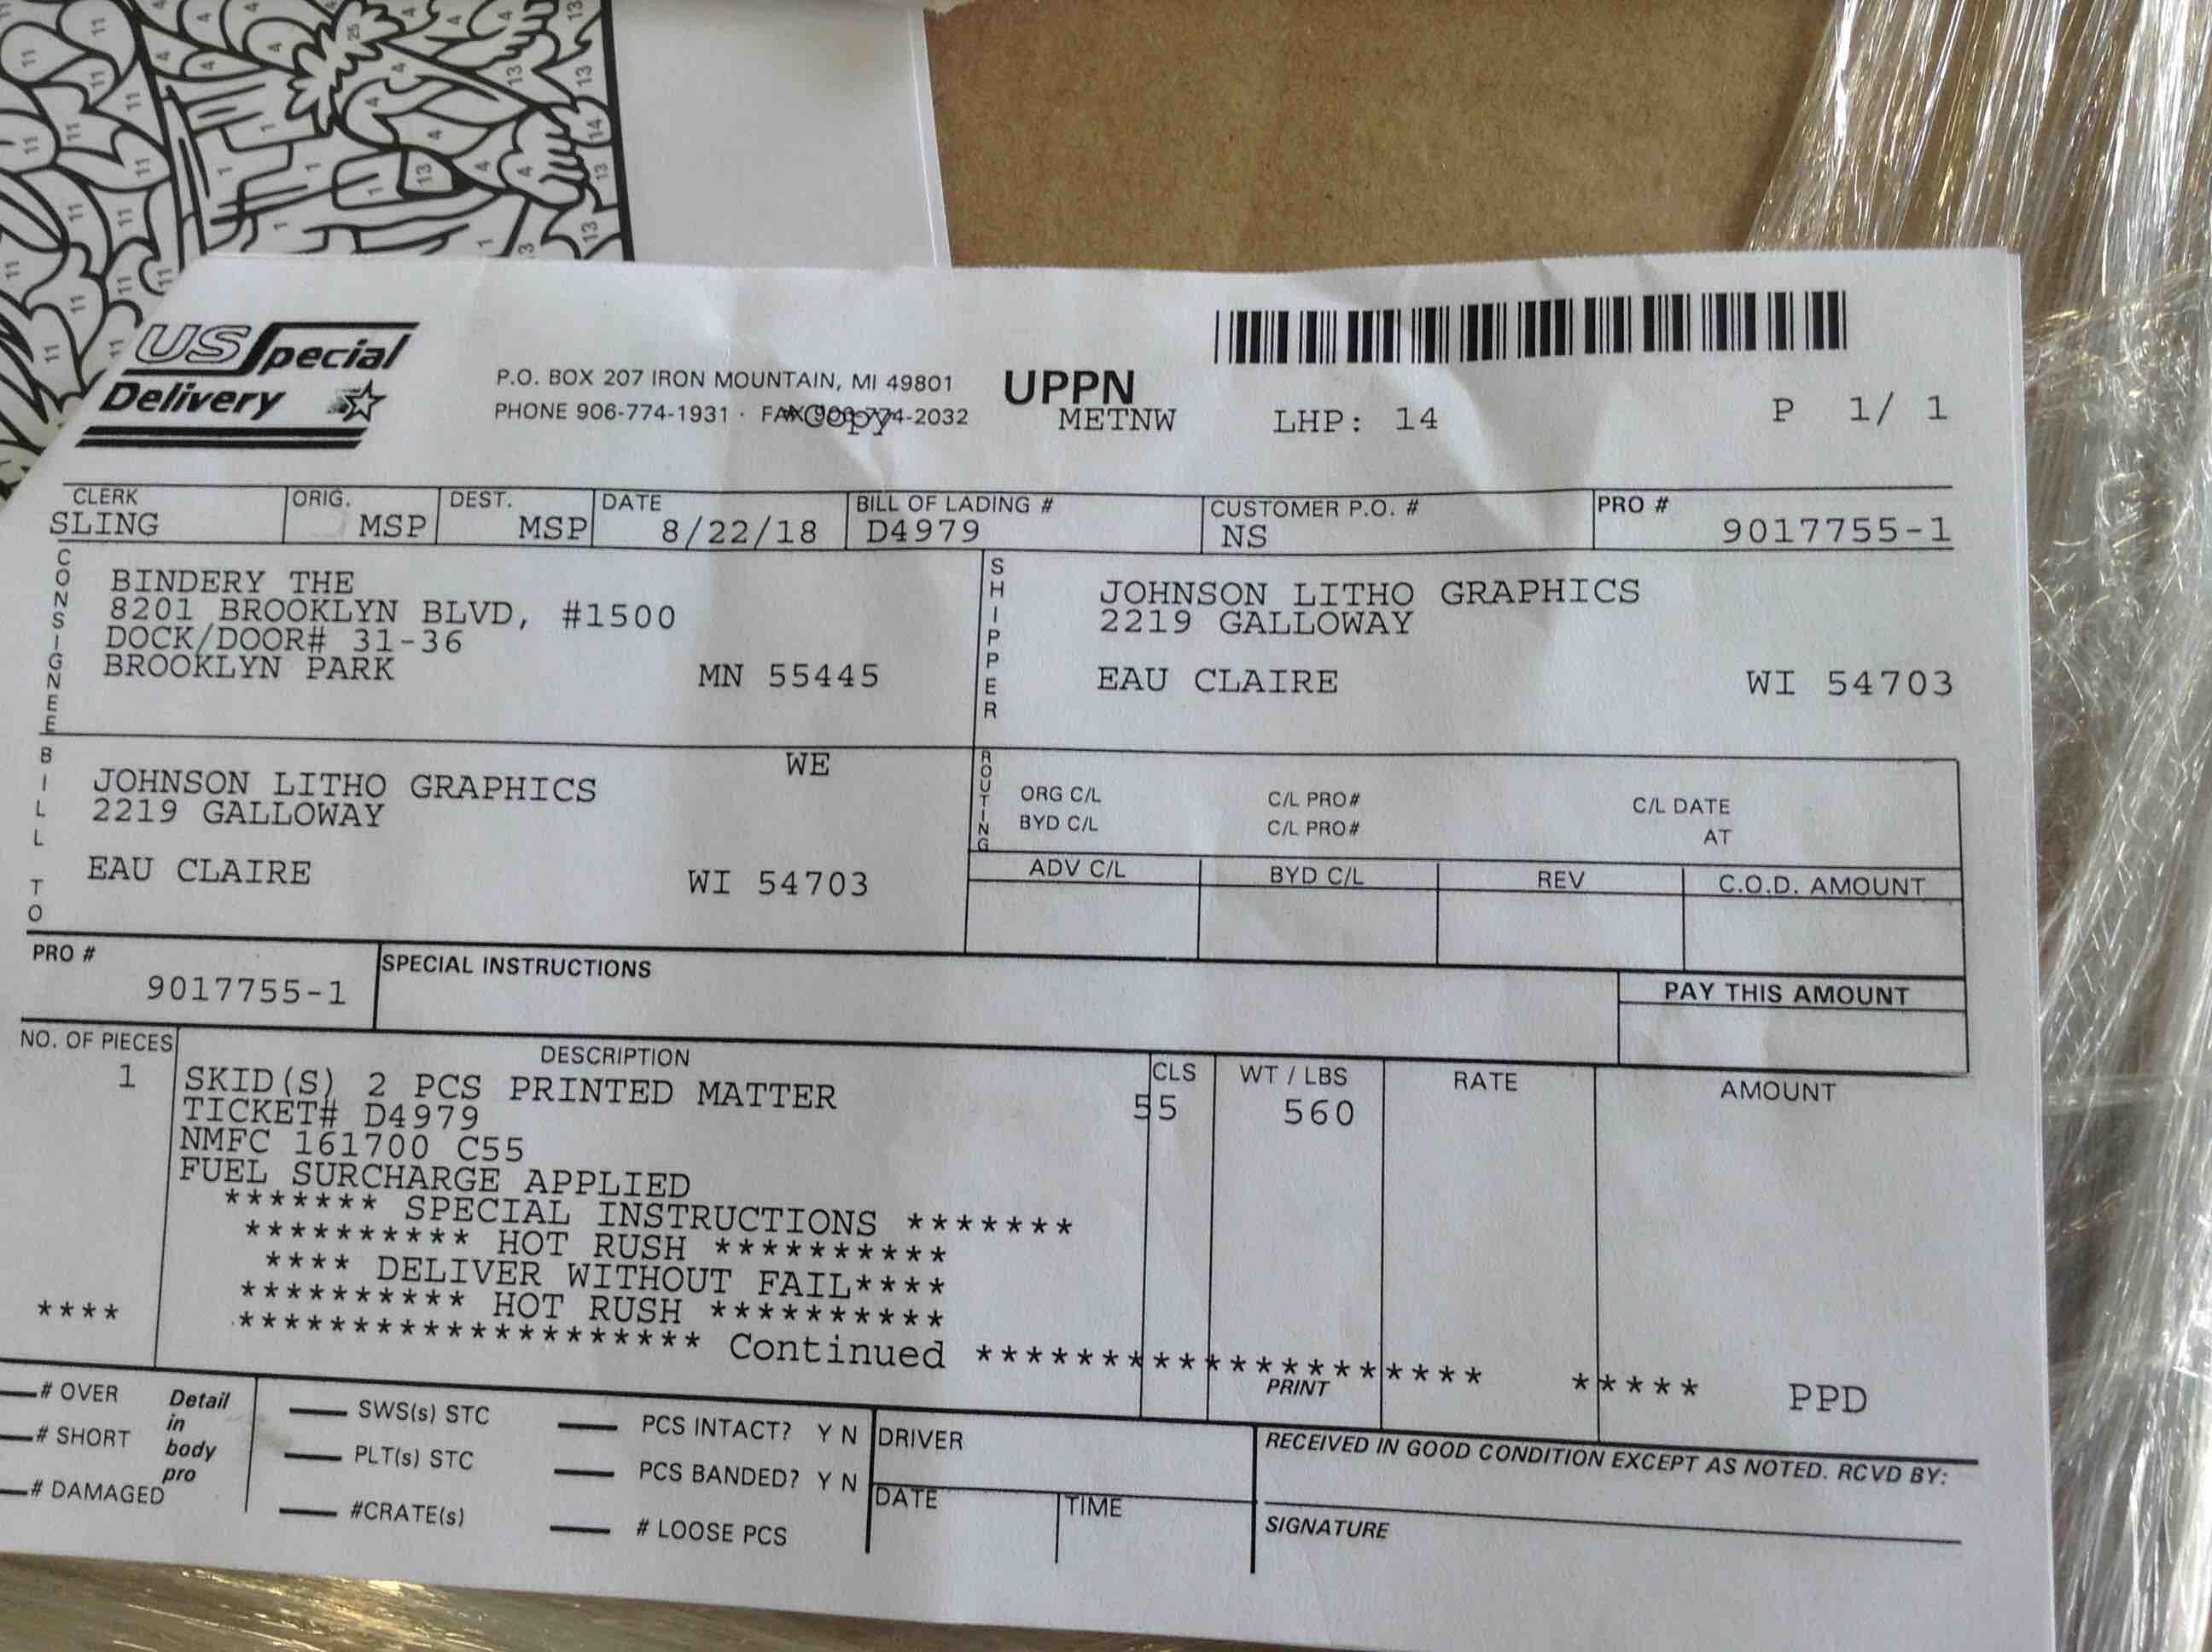 US Special
Delivery
P.O. BOX 207 IRON MOUNTAIN, MI 49801
PHONE 906-774-1931 · FAX 906-774-2032
*Copy*
UPPN
METNW
LHP: 14
P 1/ 1
CLERK
SLING
ORIG.
MSP
DEST.
MSP
DATE
8/22/18
BILL OF LADING #
D4979
CUSTOMER P.O. #
NS
PRO #
9017755-1
CONSIGNEE
BINDERY THE
8201 BROOKLYN BLVD, #1500
DOCK/DOOR# 31-36
BROOKLYN PARK MN 55445
SHIPPER
JOHNSON LITHO GRAPHICS
2219 GALLOWAY
EAU CLAIRE WI 54703
BILL TO
WE
JOHNSON LITHO GRAPHICS
2219 GALLOWAY
EAU CLAIRE WI 54703
ROUTING
ORG C/L C/L PRO# C/L DATE
BYD C/L C/L PRO# AT
ADV C/L BYD C/L REV C.O.D. AMOUNT
PRO #
9017755-1
SPECIAL INSTRUCTIONS
PAY THIS AMOUNT
NO. OF PIECES DESCRIPTION CLS WT / LBS RATE AMOUNT
1 SKID(S) 2 PCS PRINTED MATTER 55 560
TICKET# D4979
NMFC 161700 C55
FUEL SURCHARGE APPLIED
******* SPECIAL INSTRUCTIONS *******
********** HOT RUSH **********
**** DELIVER WITHOUT FAIL****
********** HOT RUSH **********
**** ******************** Continued ********************** ***** PPD
PRINT
# OVER
# SHORT
# DAMAGED
Detail
in
body
pro
SWS(s) STC
PLT(s) STC
#CRATE(s)
PCS INTACT? Y N
PCS BANDED? Y N
# LOOSE PCS
DRIVER
DATE
TIME
RECEIVED IN GOOD CONDITION EXCEPT AS NOTED. RCVD BY:
SIGNATURE